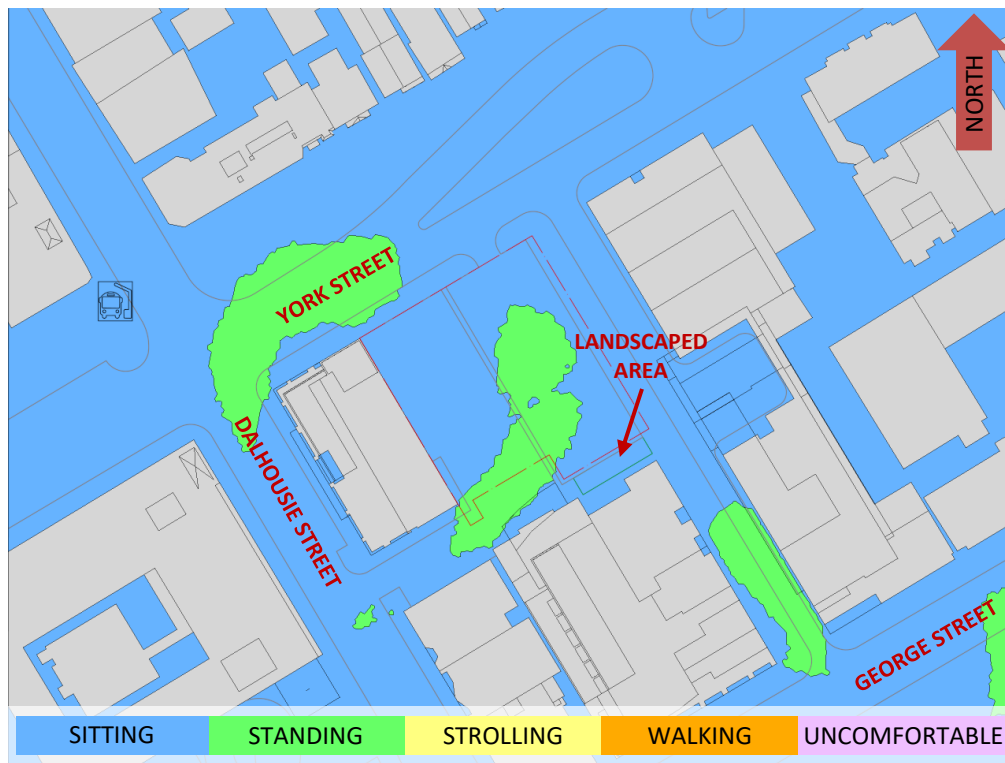 NORTH
YORK STREET
LANDSCAPED
AREA
DALHOUSIE STREET
GEORGE STREET
SITTING
STANDING
STROLLING
WALKING
UNCOMFORTABLE